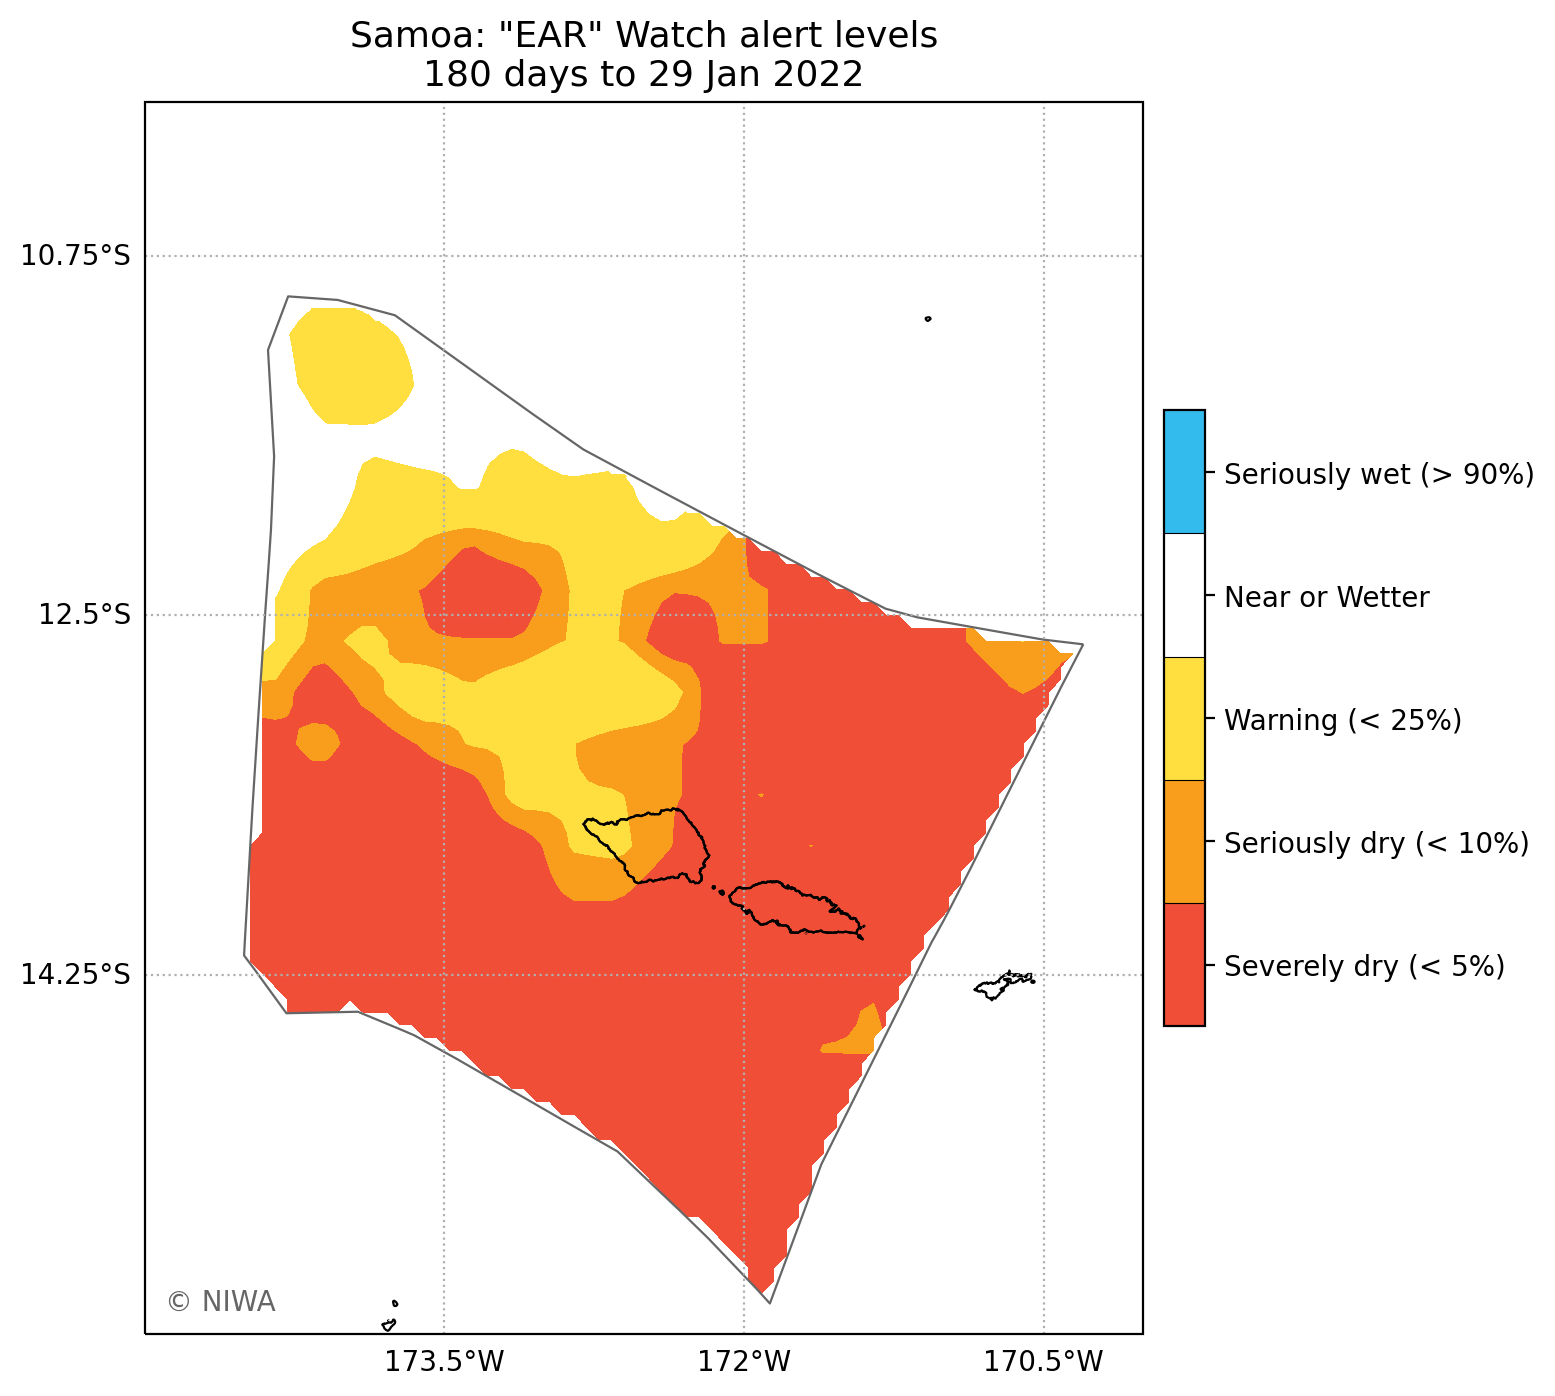 Samoa: "EAR" Watch alert levels
180 days to 29 Jan 2022
10.75°S
12.5°S
14.25°S
173.5°W
172°W
170.5°W
Seriously wet (> 90%)
Near or Wetter
Warning (< 25%)
Seriously dry (< 10%)
Severely dry (< 5%)
© NIWA